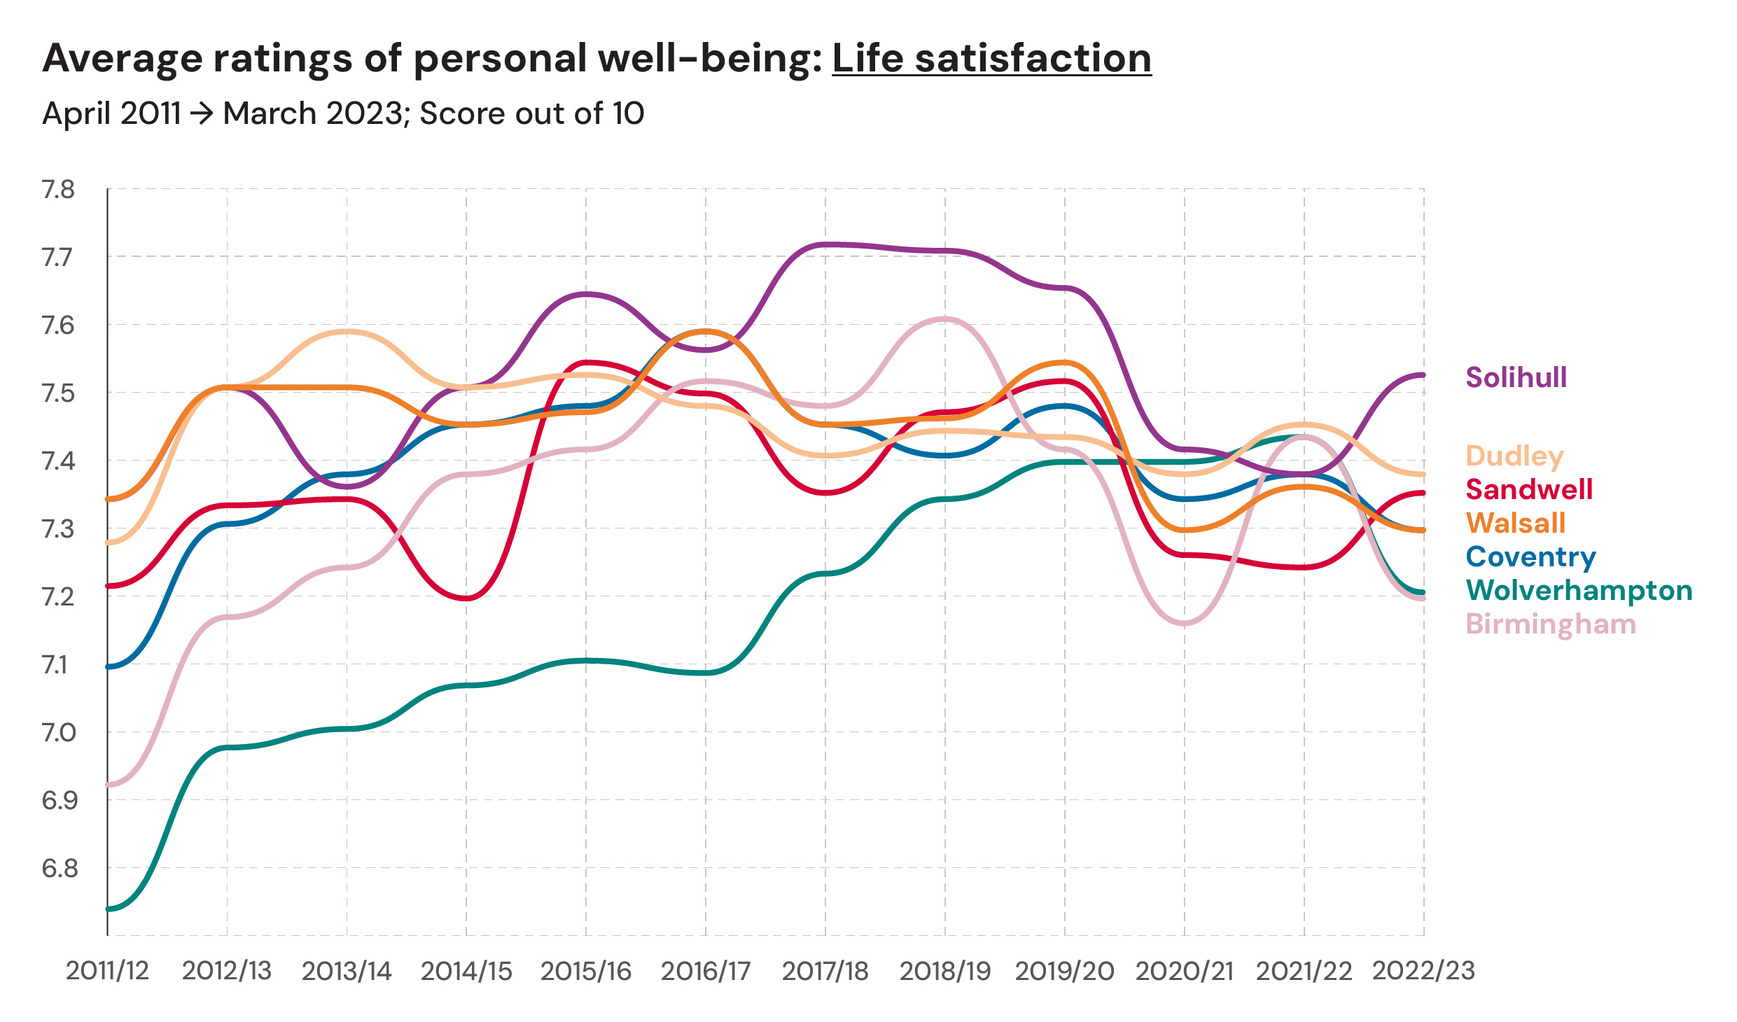 Average ratings of personal well-being: Life satisfaction
April 2011 → March 2023; Score out of 10
7.8
7.7
7.6
7.5
7.4
7.3
7.2
7.1
7.0
6.9
6.8
Solihull
Dudley
Sandwell
Walsall
Coventry
Wolverhampton
Birmingham
2011/12 2012/13 2013/14 2014/15 2015/16 2016/17 2017/18 2018/19 2019/20 2020/21 2021/22 2022/23